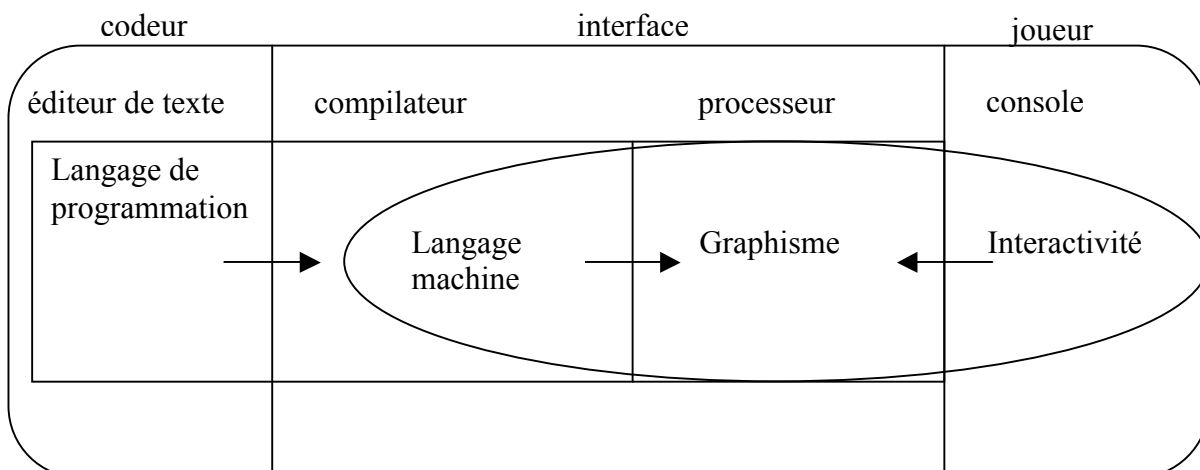 codeur
interface
joueur
éditeur de texte
compilateur
processeur
console
Langage de
programmation
Langage
machine
Graphisme
Interactivité